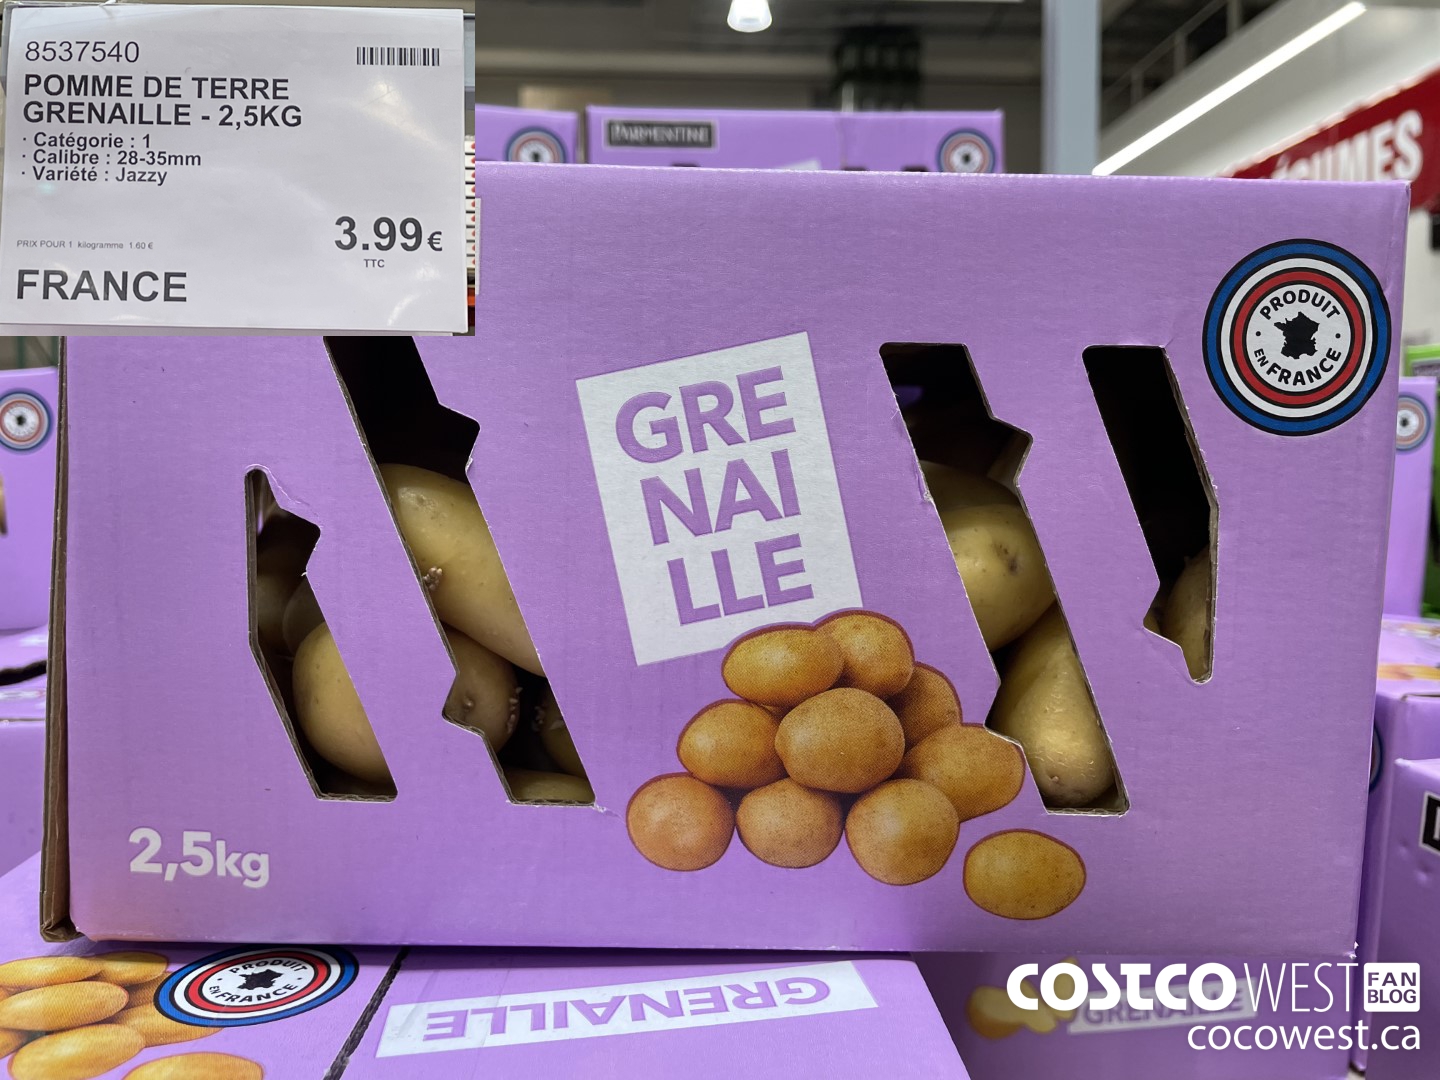 8537540
POMME DE TERRE
GRENAILLE - 2,5KG
· Catégorie : 1
· Calibre : 28-35mm
· Variété : Jazzy
3.99€
TTC
PRIX POUR 1 kilogramme 1.60 €
FRANCE
PARMENTINE
PRODUIT
EN FRANCE
GRE
NAI
LLE
2,5kg
PRODUIT
EN FRANCE
GRENAILLE
GRENAILLE
COSTCO WEST FAN
BLOG
cocowest.ca